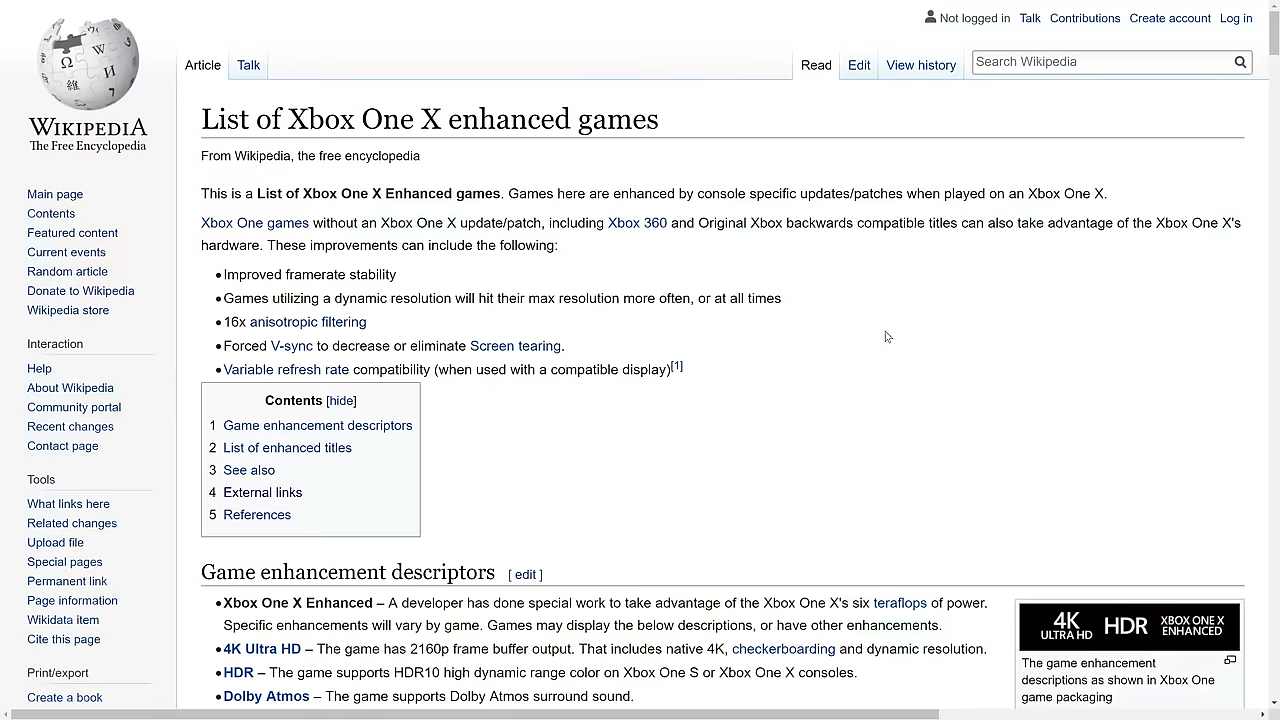 Not logged in Talk Contributions Create account Log in
Article Talk Read Edit View history Search Wikipedia
WIKIPEDIA
The Free Encyclopedia
Main page
Contents
Featured content
Current events
Random article
Donate to Wikipedia
Wikipedia store
Interaction
Help
About Wikipedia
Community portal
Recent changes
Contact page
Tools
What links here
Related changes
Upload file
Special pages
Permanent link
Page information
Wikidata item
Cite this page
Print/export
Create a book
List of Xbox One X enhanced games
From Wikipedia, the free encyclopedia
This is a List of Xbox One X Enhanced games. Games here are enhanced by console specific updates/patches when played on an Xbox One X.
Xbox One games without an Xbox One X update/patch, including Xbox 360 and Original Xbox backwards compatible titles can also take advantage of the Xbox One X's
hardware. These improvements can include the following:
• Improved framerate stability
• Games utilizing a dynamic resolution will hit their max resolution more often, or at all times
• 16x anisotropic filtering
• Forced V-sync to decrease or eliminate Screen tearing.
• Variable refresh rate compatibility (when used with a compatible display)[1]
Contents [hide]
1 Game enhancement descriptors
2 List of enhanced titles
3 See also
4 External links
5 References
Game enhancement descriptors [ edit ]
• Xbox One X Enhanced – A developer has done special work to take advantage of the Xbox One X's six teraflops of power.
Specific enhancements will vary by game. Games may display the below descriptions, or have other enhancements.
• 4K Ultra HD – The game has 2160p frame buffer output. That includes native 4K, checkerboarding and dynamic resolution.
• HDR – The game supports HDR10 high dynamic range color on Xbox One S or Xbox One X consoles.
• Dolby Atmos – The game supports Dolby Atmos surround sound.
4K
ULTRA HD
HDR
XBOX ONE X
ENHANCED
The game enhancement
descriptions as shown in Xbox One
game packaging